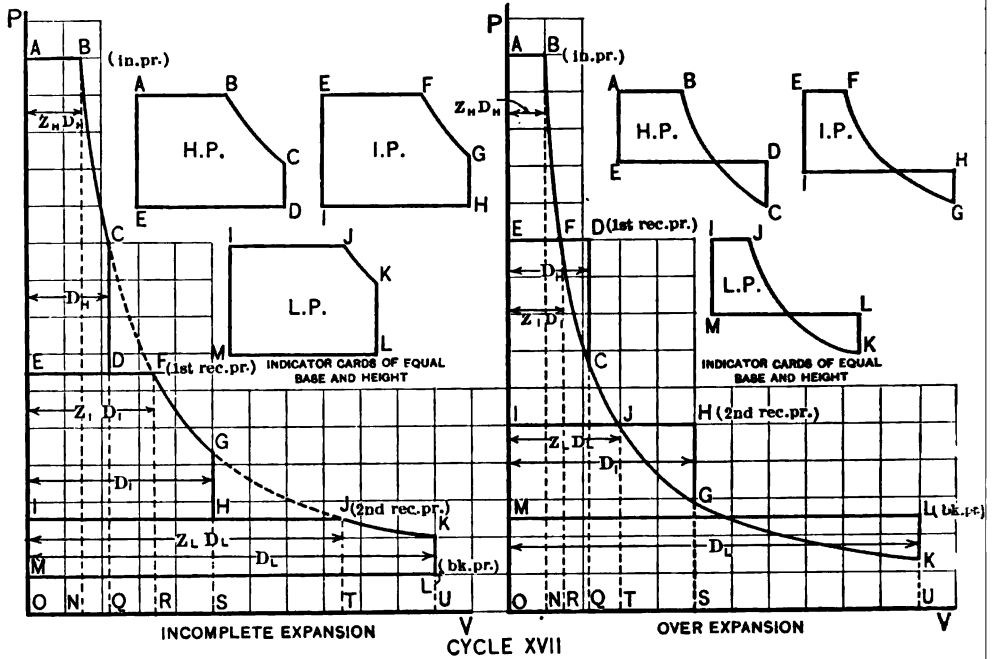 P
A B (in.pr.)
Z_H D_H
A B
H.P.
C
E D
E F
I.P.
G
I H
C
I J
K
L.P.
M L
D_H
INDICATOR CARDS OF EQUAL
BASE AND HEIGHT
E D F (1st rec.pr.)
Z_I D_I
G
D_I
I H J (2nd rec.pr.)
K
Z_L D_L
D_L
M (bk.pr.)
L
O N Q R S T U
V
INCOMPLETE EXPANSION
P
A B (in.pr.)
Z_H D_H
A B
H.P.
D
E
C
E F
I.P.
H
I
G
E F D (1st rec.pr.)
I J
L.P.
L
M
K
D_H
Z_I D_I
C
INDICATOR CARDS OF EQUAL
BASE AND HEIGHT
I J H (2nd rec.pr.)
Z_L D_L
D_I
G
M L (bk.pr.)
D_L
K
O N R Q T S U
V
OVER EXPANSION
CYCLE XVII